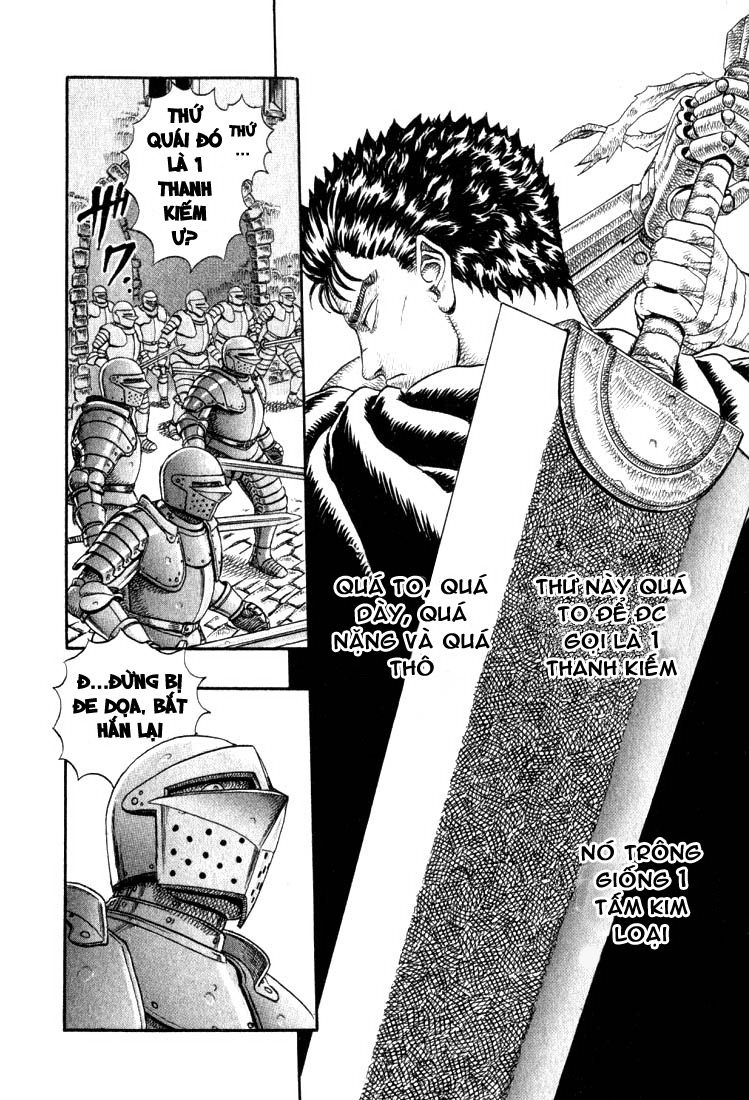 THỨ NÀY QUÁ
TO ĐỂ ĐC
GỌI LÀ 1
THANH KIẾM
QUÁ TO, QUÁ
DÀY, QUÁ
NẶNG VÀ QUÁ
THÔ
NÓ TRÔNG
GIỐNG 1
TẤM KIM
LOẠI
THỨ
...
THỨ
QUÁI ĐÓ
LÀ 1
THANH
KIẾM
Ư?
Đ...ĐỪNG BỊ
ĐE DỌA, BẮT
HẮN LẠI